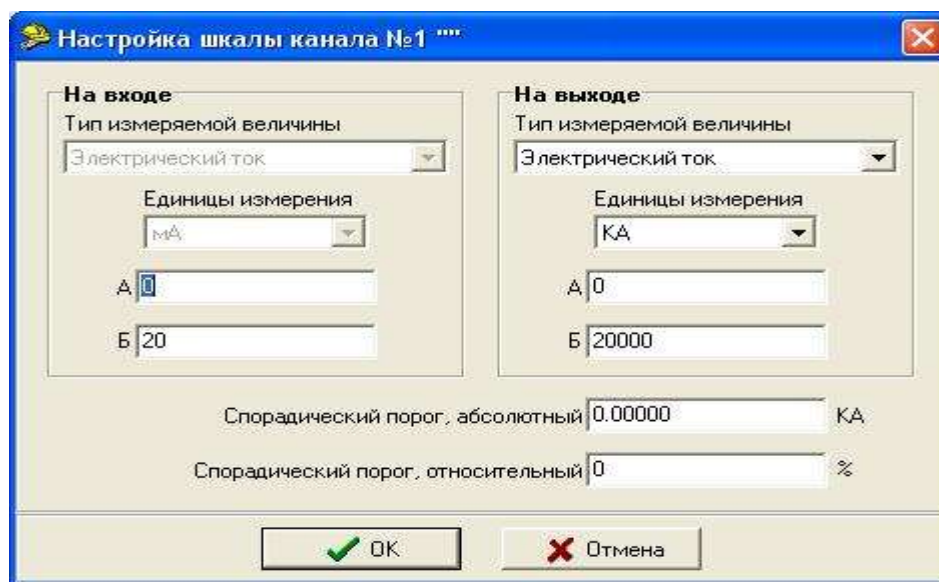 Настройка шкалы канала №1 ""
На входе
Тип измеряемой величины
Электрический ток
Единицы измерения
мА
А 0
Б 20
На выходе
Тип измеряемой величины
Электрический ток
Единицы измерения
КА
А 0
Б 20000
Спорадический порог, абсолютный 0.00000 КА
Спорадический порог, относительный 0 %
OK
Отмена